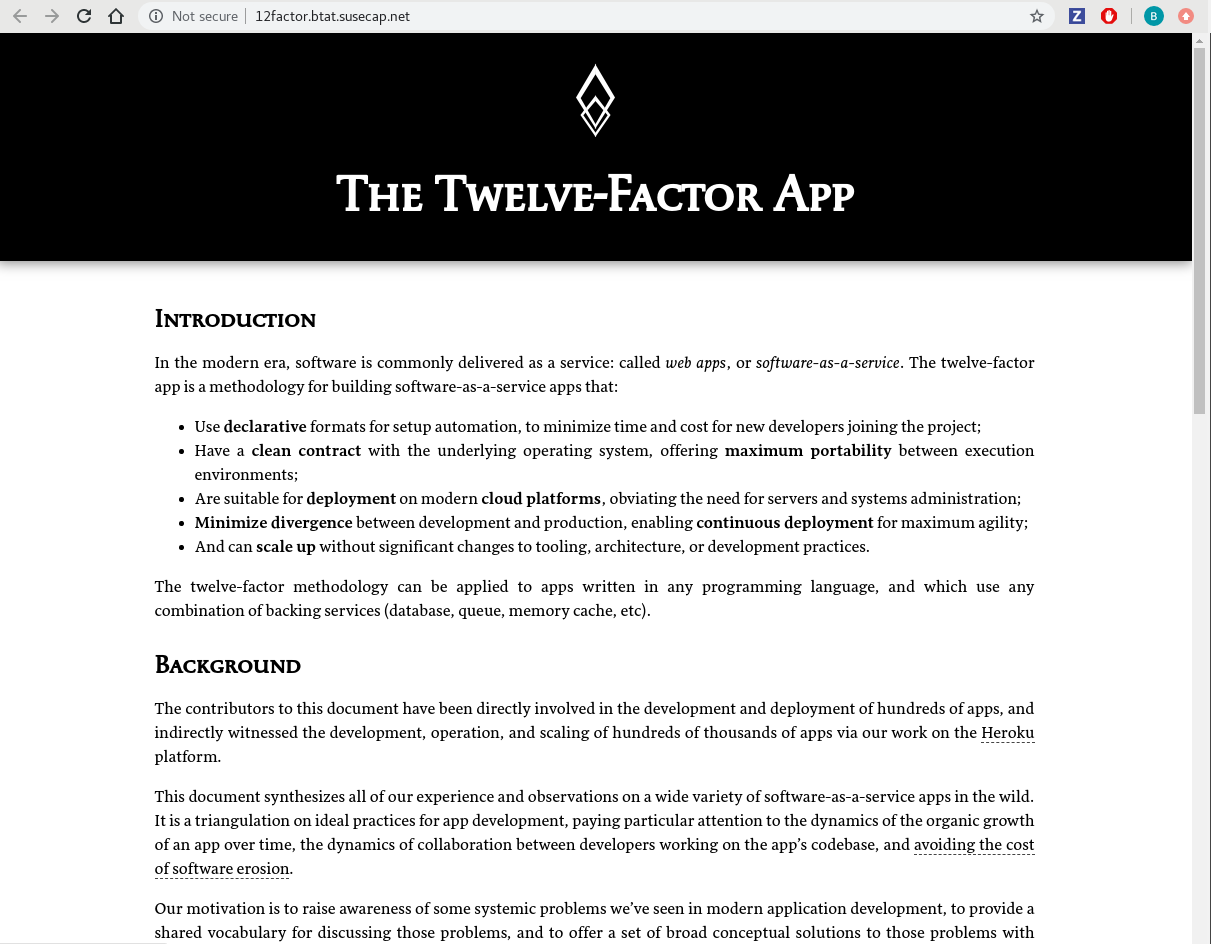 Not secure | 12factor.btat.susecap.net
Z
B
The Twelve-Factor App
Introduction
In the modern era, software is commonly delivered as a service: called web apps, or software-as-a-service. The twelve-factor
app is a methodology for building software-as-a-service apps that:
• Use declarative formats for setup automation, to minimize time and cost for new developers joining the project;
• Have a clean contract with the underlying operating system, offering maximum portability between execution
environments;
• Are suitable for deployment on modern cloud platforms, obviating the need for servers and systems administration;
• Minimize divergence between development and production, enabling continuous deployment for maximum agility;
• And can scale up without significant changes to tooling, architecture, or development practices.
The twelve-factor methodology can be applied to apps written in any programming language, and which use any
combination of backing services (database, queue, memory cache, etc).
Background
The contributors to this document have been directly involved in the development and deployment of hundreds of apps, and
indirectly witnessed the development, operation, and scaling of hundreds of thousands of apps via our work on the Heroku
platform.
This document synthesizes all of our experience and observations on a wide variety of software-as-a-service apps in the wild.
It is a triangulation on ideal practices for app development, paying particular attention to the dynamics of the organic growth
of an app over time, the dynamics of collaboration between developers working on the app’s codebase, and avoiding the cost
of software erosion.
Our motivation is to raise awareness of some systemic problems we’ve seen in modern application development, to provide a
shared vocabulary for discussing those problems, and to offer a set of broad conceptual solutions to those problems with